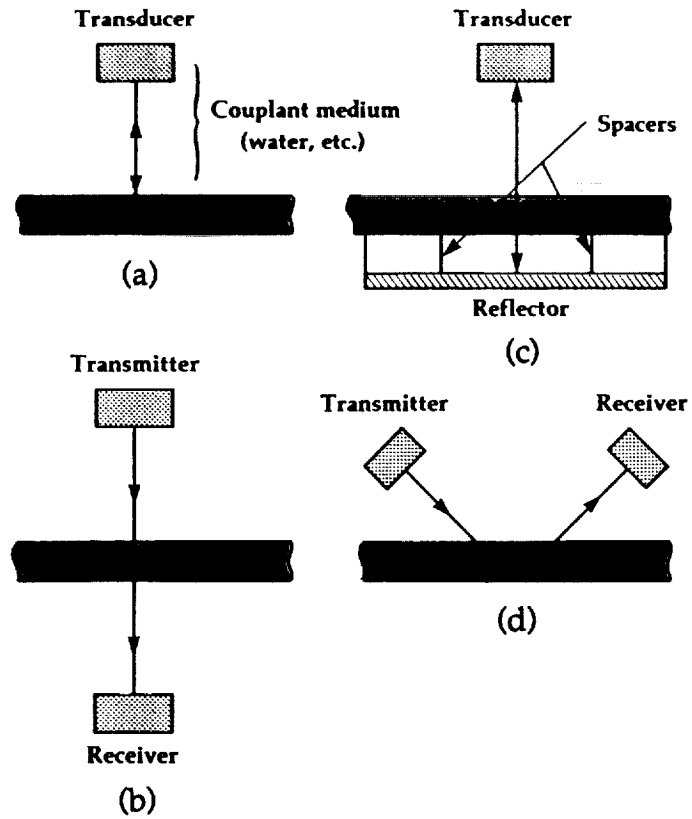 Transducer
Couplant medium
(water, etc.)
(a)
Transducer
Spacers
Reflector
(c)
Transmitter
Receiver
(b)
Transmitter
Receiver
(d)